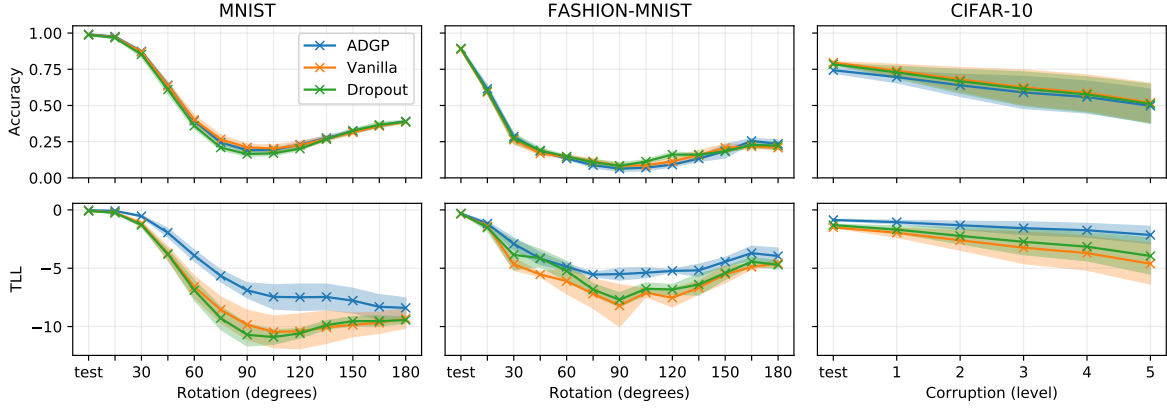 MNIST
FASHION-MNIST
CIFAR-10
Accuracy
1.00
0.75
0.50
0.25
0.00
ADGP
Vanilla
Dropout
TLL
0
−5
−10
test 30 60 90 120 150 180
Rotation (degrees)
test 30 60 90 120 150 180
Rotation (degrees)
test 1 2 3 4 5
Corruption (level)